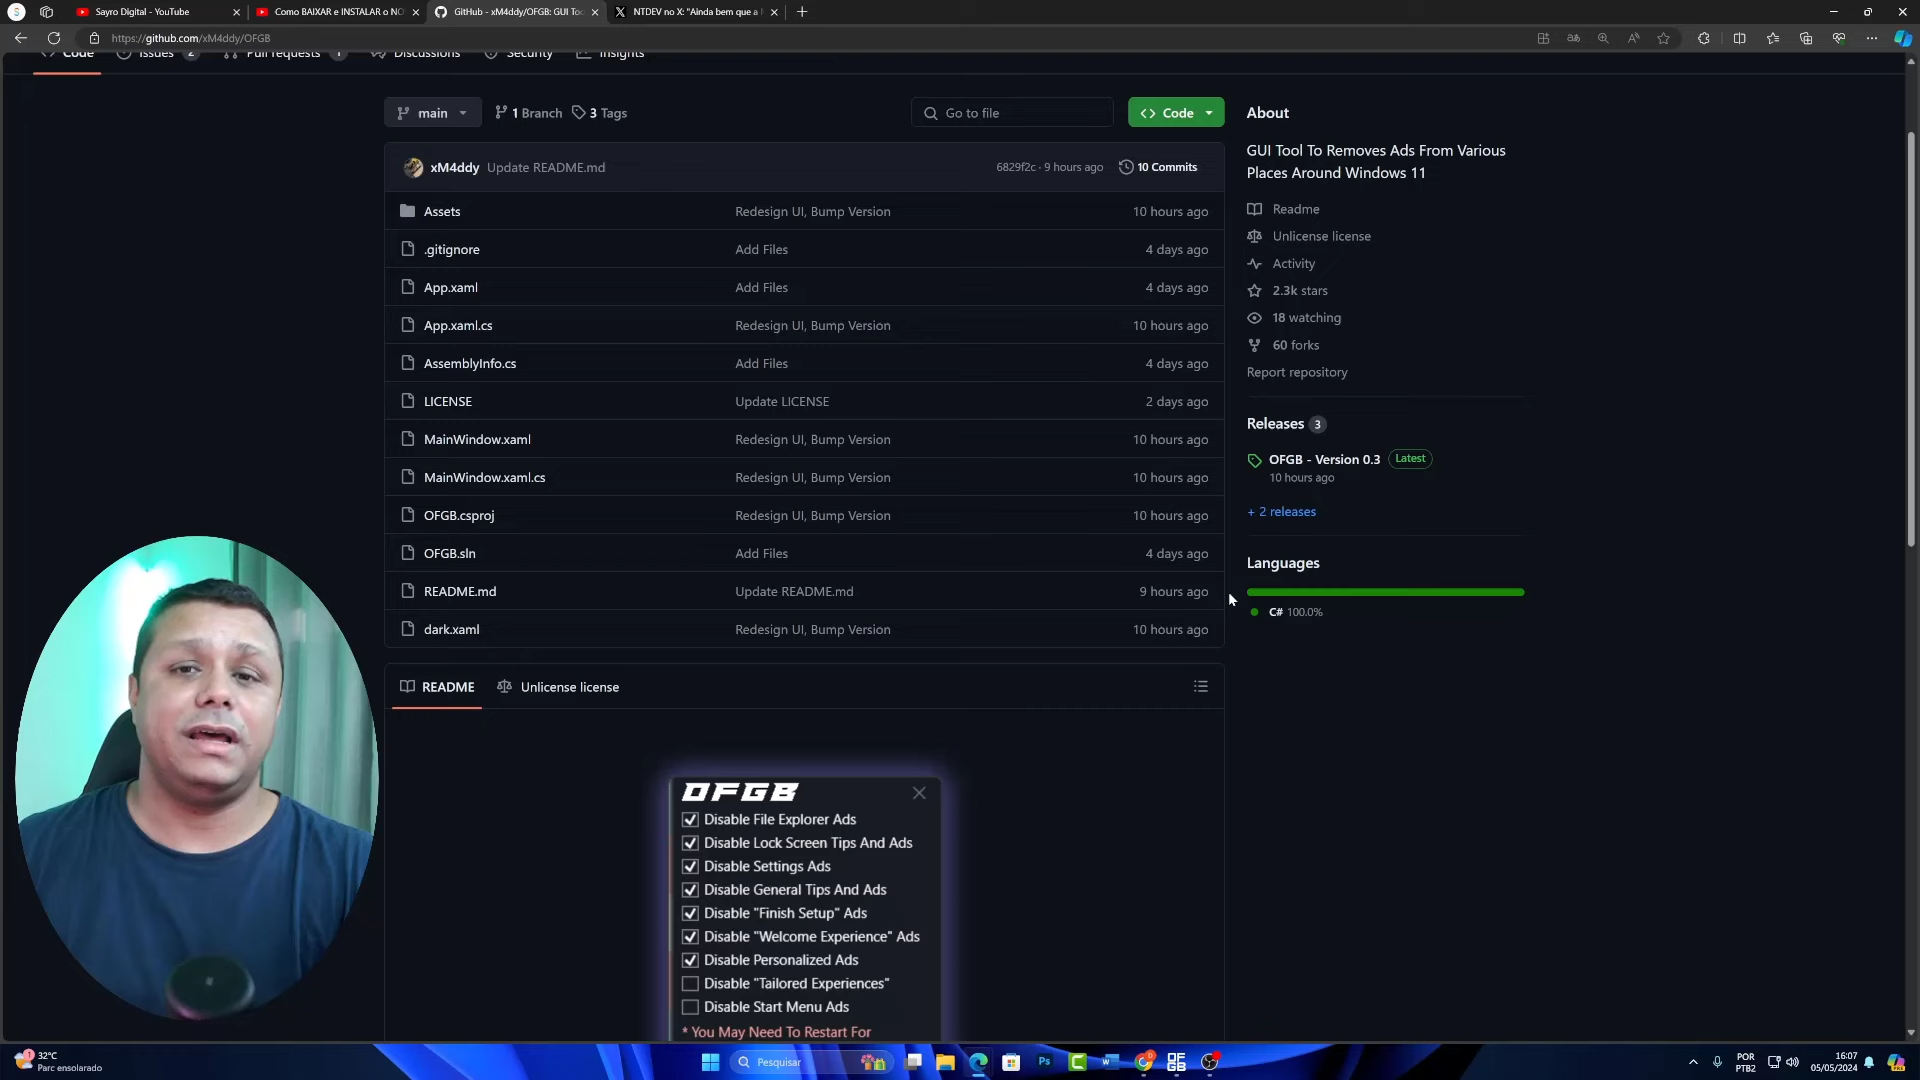 Sayro Digital - YouTube
Como BAIXAR e INSTALAR o NO
GitHub - xM4ddy/OFGB: GUI Too
NTDEV no X: "Ainda bem que a
https://github.com/xM4ddy/OFGB
Code
Issues 2
Pull requests 1
Discussions
Security
Insights
main
1 Branch
3 Tags
Go to file
Code
xM4ddy Update README.md
6829f2c · 9 hours ago
10 Commits
Assets
Redesign UI, Bump Version
10 hours ago
.gitignore
Add Files
4 days ago
App.xaml
Add Files
4 days ago
App.xaml.cs
Redesign UI, Bump Version
10 hours ago
AssemblyInfo.cs
Add Files
4 days ago
LICENSE
Update LICENSE
2 days ago
MainWindow.xaml
Redesign UI, Bump Version
10 hours ago
MainWindow.xaml.cs
Redesign UI, Bump Version
10 hours ago
OFGB.csproj
Redesign UI, Bump Version
10 hours ago
OFGB.sln
Add Files
4 days ago
README.md
Update README.md
9 hours ago
dark.xaml
Redesign UI, Bump Version
10 hours ago
README
Unlicense license
OFGB
Disable File Explorer Ads
Disable Lock Screen Tips And Ads
Disable Settings Ads
Disable General Tips And Ads
Disable "Finish Setup" Ads
Disable "Welcome Experience" Ads
Disable Personalized Ads
Disable "Tailored Experiences"
Disable Start Menu Ads
* You May Need To Restart For
About
GUI Tool To Removes Ads From Various
Places Around Windows 11
Readme
Unlicense license
Activity
2.3k stars
18 watching
60 forks
Report repository
Releases 3
OFGB - Version 0.3 Latest
10 hours ago
+ 2 releases
Languages
C# 100.0%
32°C
Parc ensolarado
Pesquisar
POR
PTB2
16:07
05/05/2024